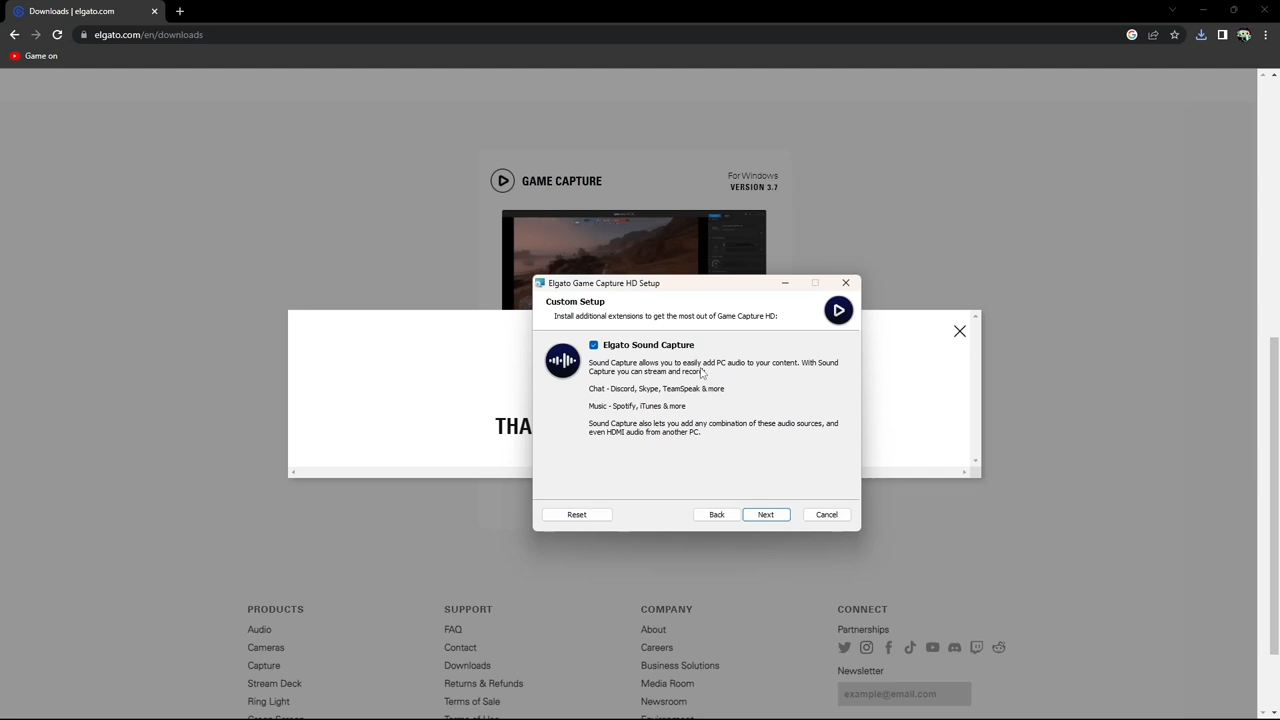 Downloads | elgato.com
elgato.com/en/downloads
Game on
GAME CAPTURE
For Windows
VERSION 3.7
Elgato Game Capture HD Setup
Custom Setup
Install additional extensions to get the most out of Game Capture HD:
Elgato Sound Capture
Sound Capture allows you to easily add PC audio to your content. With Sound
Capture you can stream and record:
Chat - Discord, Skype, TeamSpeak & more
Music - Spotify, iTunes & more
Sound Capture also lets you add any combination of these audio sources, and
even HDMI audio from another PC.
THA
Reset
Back
Next
Cancel
PRODUCTS
Audio
Cameras
Capture
Stream Deck
Ring Light
SUPPORT
FAQ
Contact
Downloads
Returns & Refunds
Terms of Sale
COMPANY
About
Careers
Business Solutions
Media Room
Newsroom
CONNECT
Partnerships
Newsletter
example@email.com